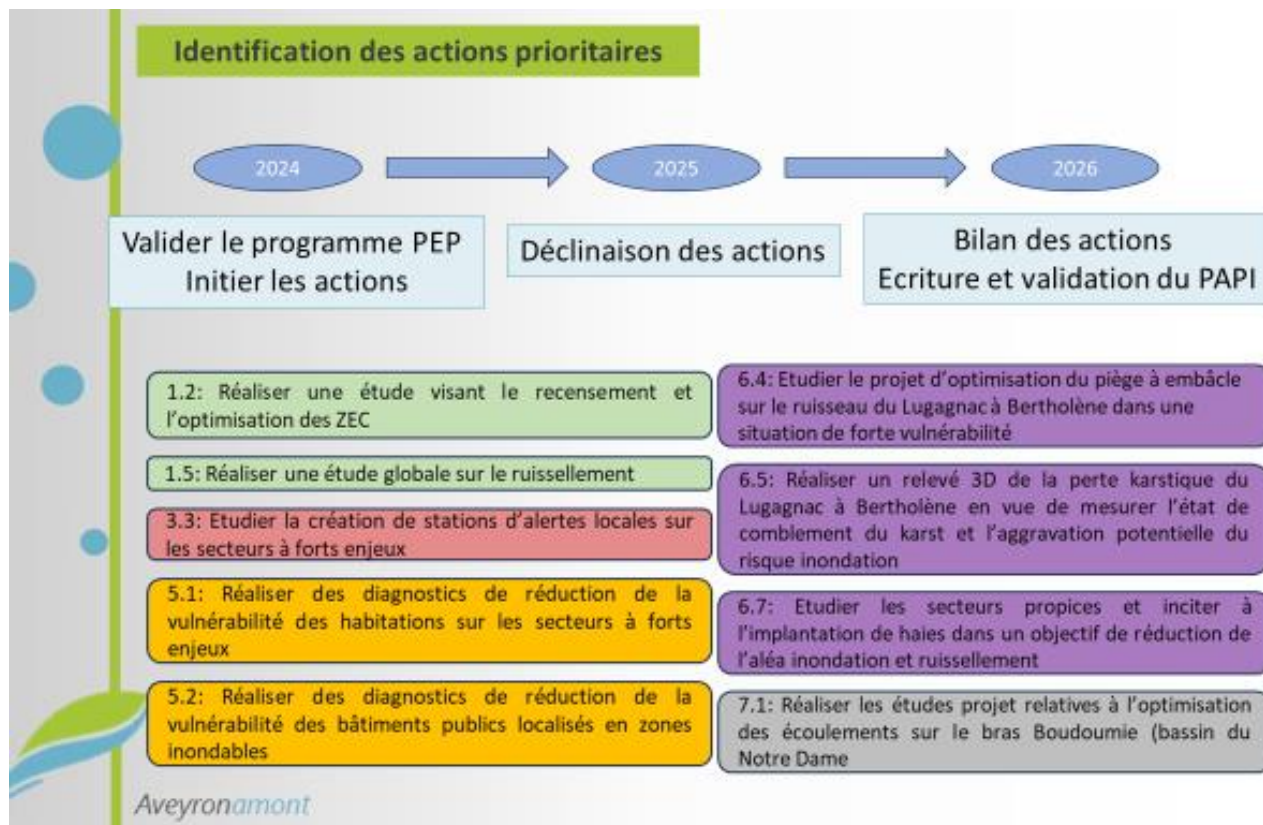 Identification des actions prioritaires
2024
2025
2026
Valider le programme PEP
Initier les actions
Déclinaison des actions
Bilan des actions
Ecriture et validation du PAPI
1.2: Réaliser une étude visant le recensement et
l'optimisation des ZEC
1.5: Réaliser une étude globale sur le ruissellement
3.3: Etudier la création de stations d'alertes locales sur
les secteurs à forts enjeux
5.1: Réaliser des diagnostics de réduction de la
vulnérabilité des habitations sur les secteurs à forts
enjeux
5.2: Réaliser des diagnostics de réduction de la
vulnérabilité des bâtiments publics localisés en zones
inondables
6.4: Etudier le projet d'optimisation du piège à embâcle
sur le ruisseau du Lugagnac à Bertholène dans une
situation de forte vulnérabilité
6.5: Réaliser un relevé 3D de la perte karstique du
Lugagnac à Bertholène en vue de mesurer l'état de
comblement du karst et l'aggravation potentielle du
risque inondation
6.7: Etudier les secteurs propices et inciter à
l'implantation de haies dans un objectif de réduction de
l'aléa inondation et ruissellement
7.1: Réaliser les études projet relatives à l'optimisation
des écoulements sur le bras Boudoumie (bassin du
Notre Dame
Aveyronamont